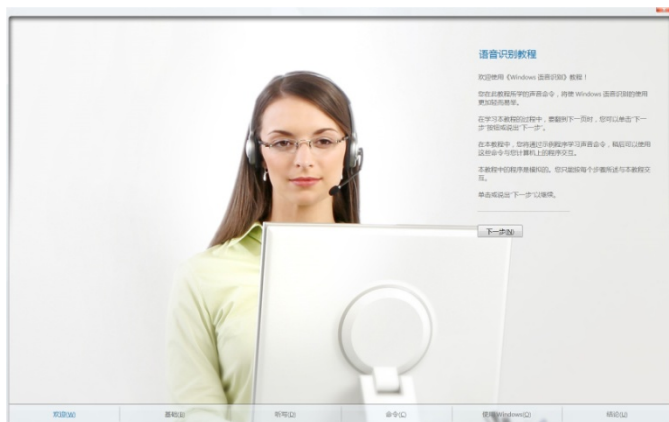 语音识别教程
欢迎使用《Windows 语音识别》教程！
您在此教程所学的声音命令，将使 Windows 语音识别的使用
更加轻而易举。
在学习本教程的过程中，要翻到下一页时，您可以单击“下一
步”按钮或说出“下一步”。
在本教程中，您将通过示例程序学习声音命令，稍后可以使用
这些命令与您计算机上的程序交互。
本教程中的程序是模拟的。您只能按每个步骤所述与本教程交
互。
单击或说出“下一步”以继续。
下一步(N)
欢迎(W)
基础(B)
听写(D)
命令(C)
使用 Windows(O)
结论(U)